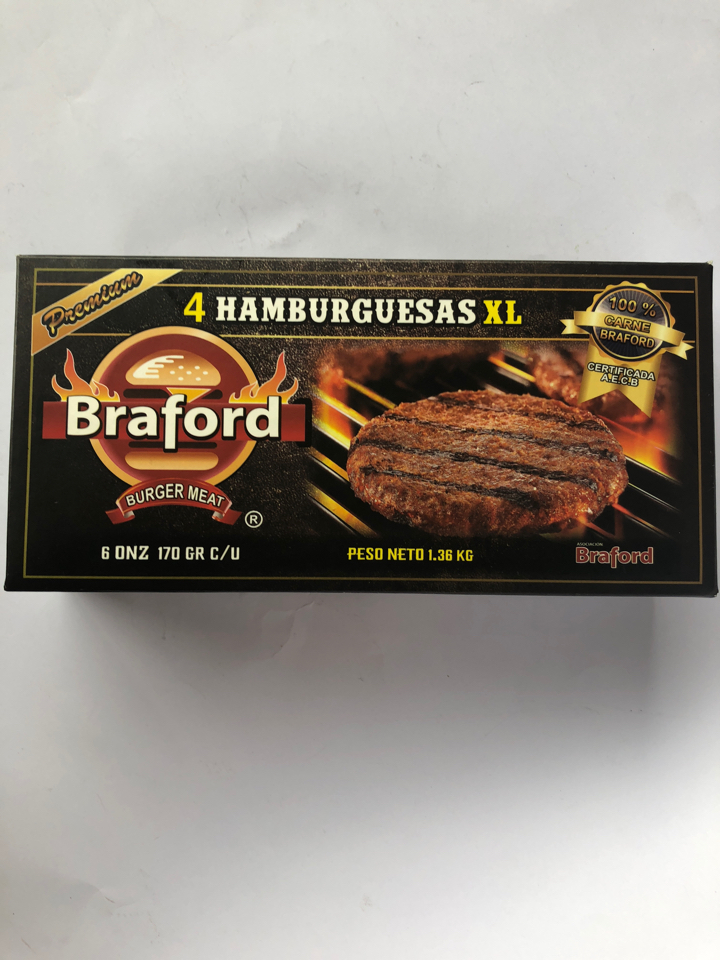 Premium
4 HAMBURGUESAS XL
100 %
CARNE
BRAFORD
CERTIFICADA
A.E.C.B
Braford
BURGER MEAT
®
6 ONZ 170 GR C/U
PESO NETO 1.36 KG
ASOCIACION
Braford